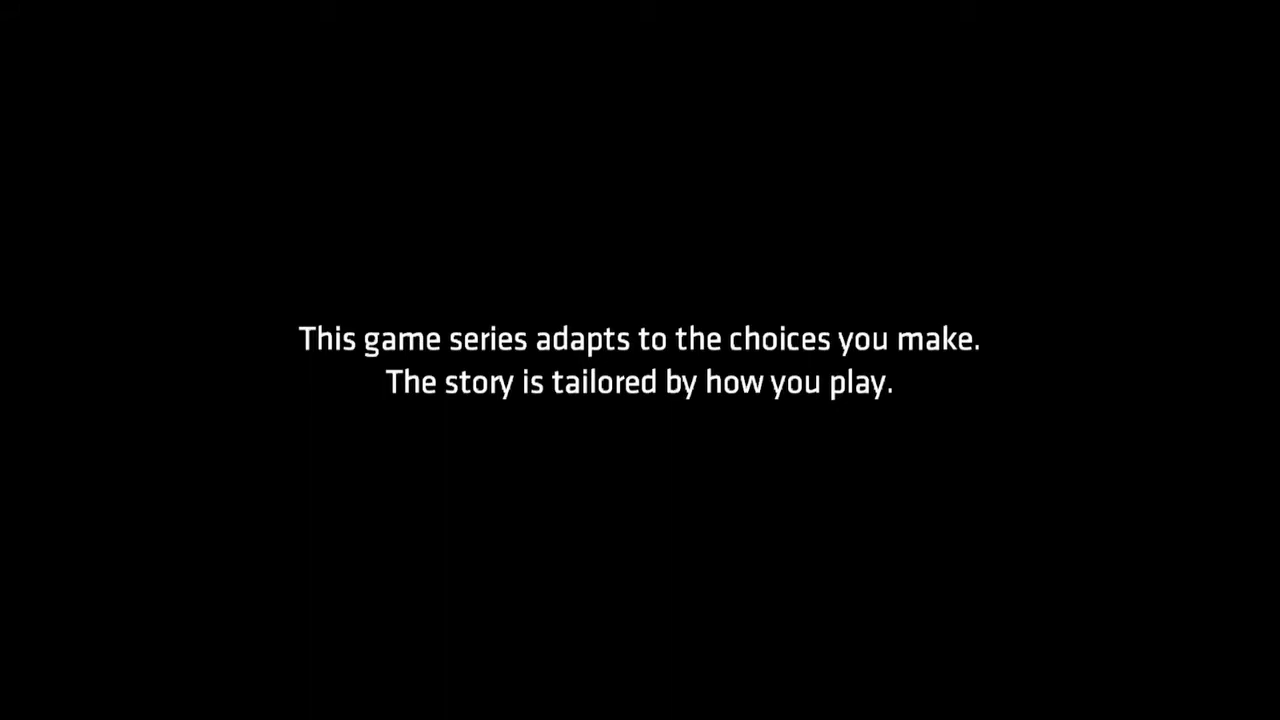 This game series adapts to the choices you make.
The story is tailored by how you play.